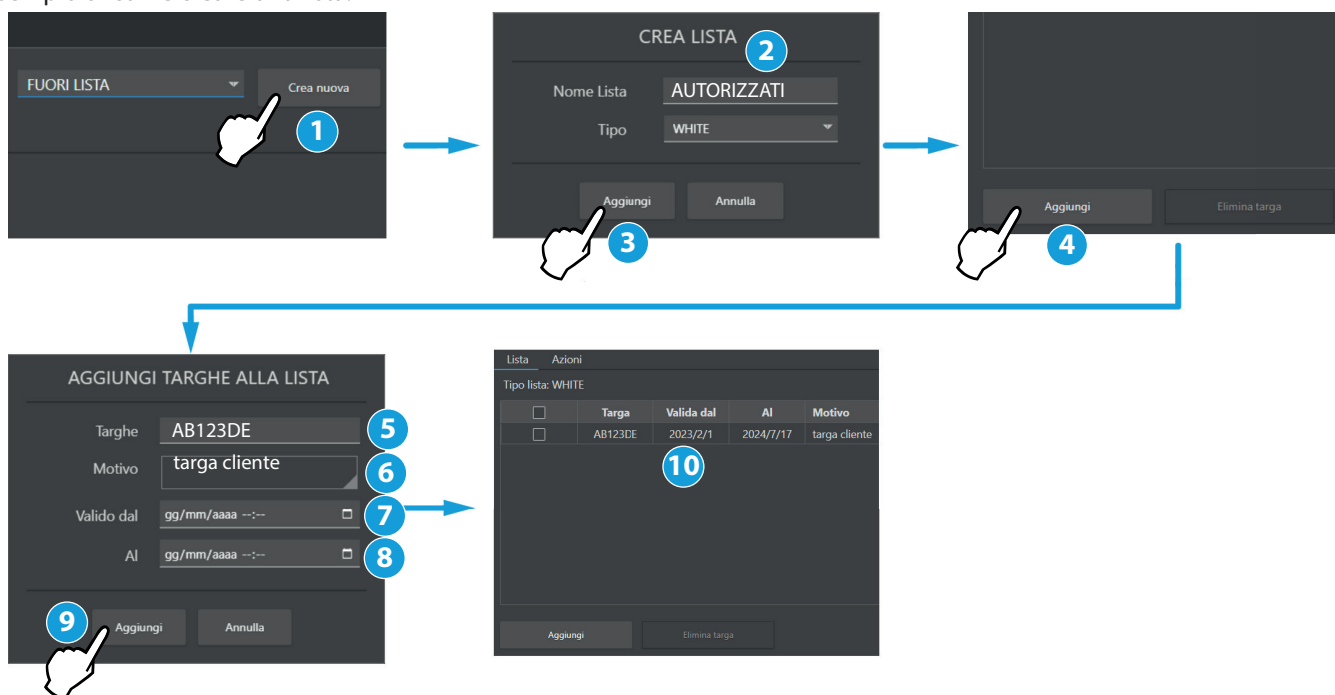 FUORI LISTA
Crea nuova
1
CREA LISTA
2
Nome Lista AUTORIZZATI
Tipo WHITE
Aggiungi Annulla
3
Aggiungi Elimina targa
4
AGGIUNGI TARGHE ALLA LISTA
Targhe AB123DE 5
Motivo targa cliente 6
Valido dal gg/mm/aaaa --:-- 7
Al gg/mm/aaaa --:-- 8
9 Aggiungi Annulla
Lista Azioni
Tipo lista: WHITE
Targa Valida dal Al Motivo
AB123DE 2023/2/1 2024/7/17 targa cliente
10
Aggiungi Elimina targa